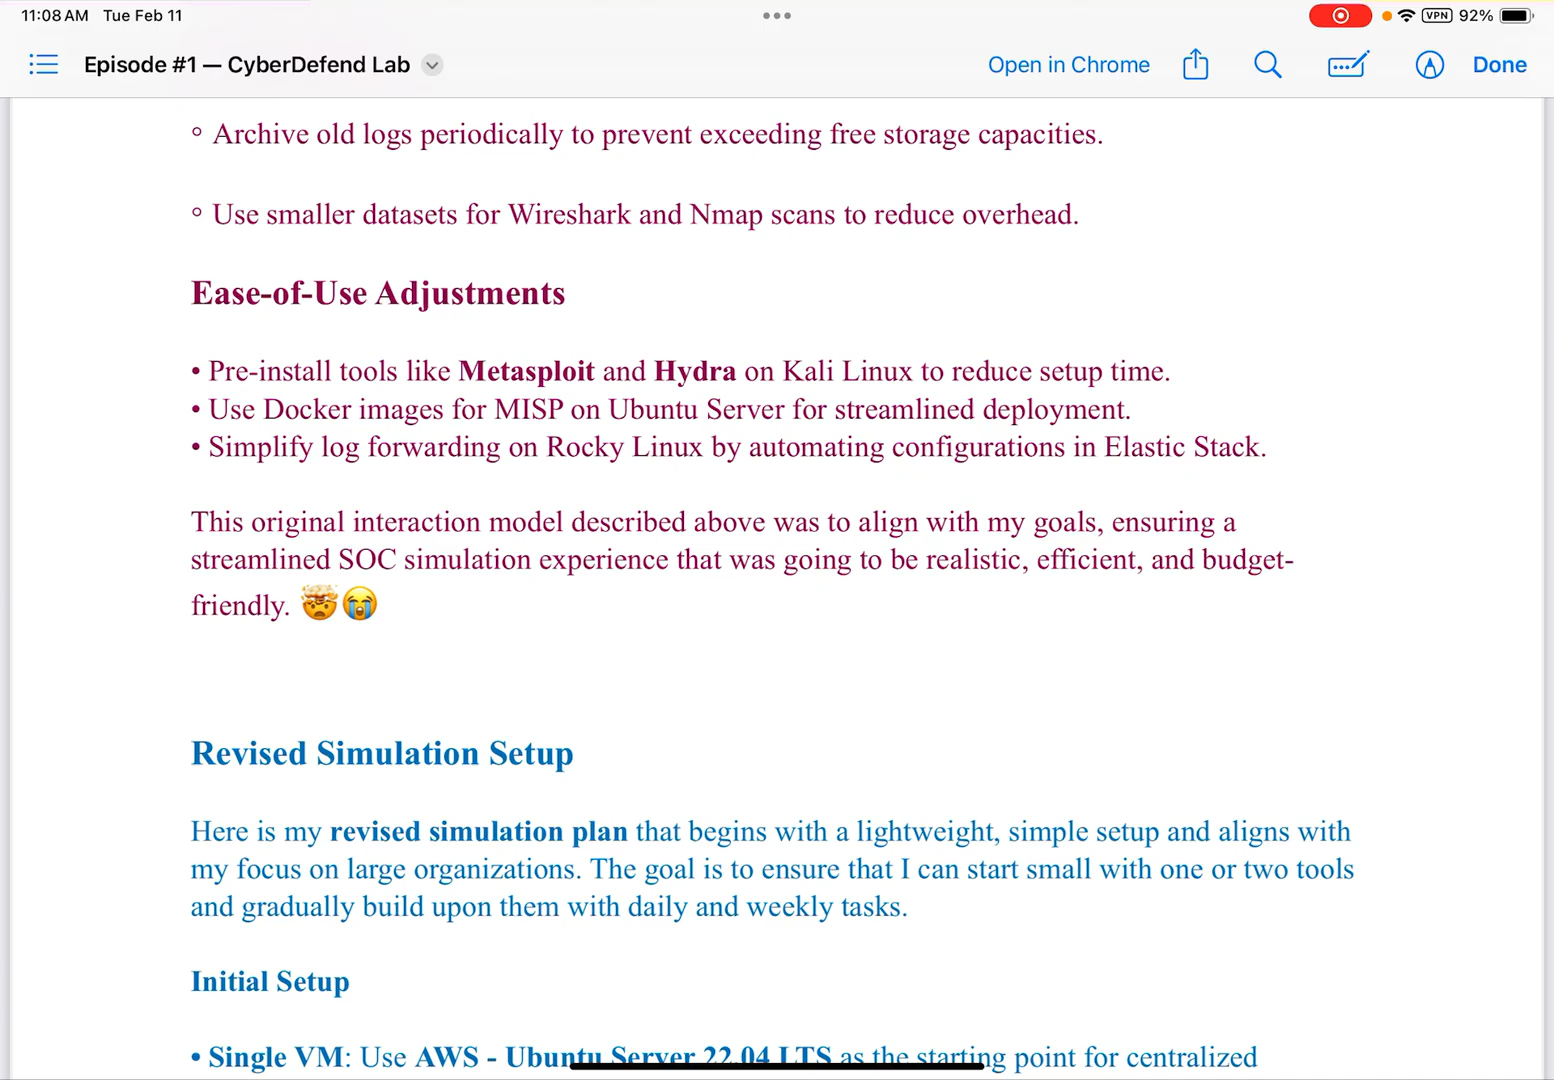 11:08 AM Tue Feb 11
VPN 92%
Episode #1 — CyberDefend Lab
Open in Chrome
Done
◦ Archive old logs periodically to prevent exceeding free storage capacities.
◦ Use smaller datasets for Wireshark and Nmap scans to reduce overhead.
Ease-of-Use Adjustments
• Pre-install tools like Metasploit and Hydra on Kali Linux to reduce setup time.
• Use Docker images for MISP on Ubuntu Server for streamlined deployment.
• Simplify log forwarding on Rocky Linux by automating configurations in Elastic Stack.
This original interaction model described above was to align with my goals, ensuring a
streamlined SOC simulation experience that was going to be realistic, efficient, and budget-
friendly. 🤯😭
Revised Simulation Setup
Here is my revised simulation plan that begins with a lightweight, simple setup and aligns with
my focus on large organizations. The goal is to ensure that I can start small with one or two tools
and gradually build upon them with daily and weekly tasks.
Initial Setup
• Single VM: Use AWS - Ubuntu Server 22.04 LTS as the starting point for centralized